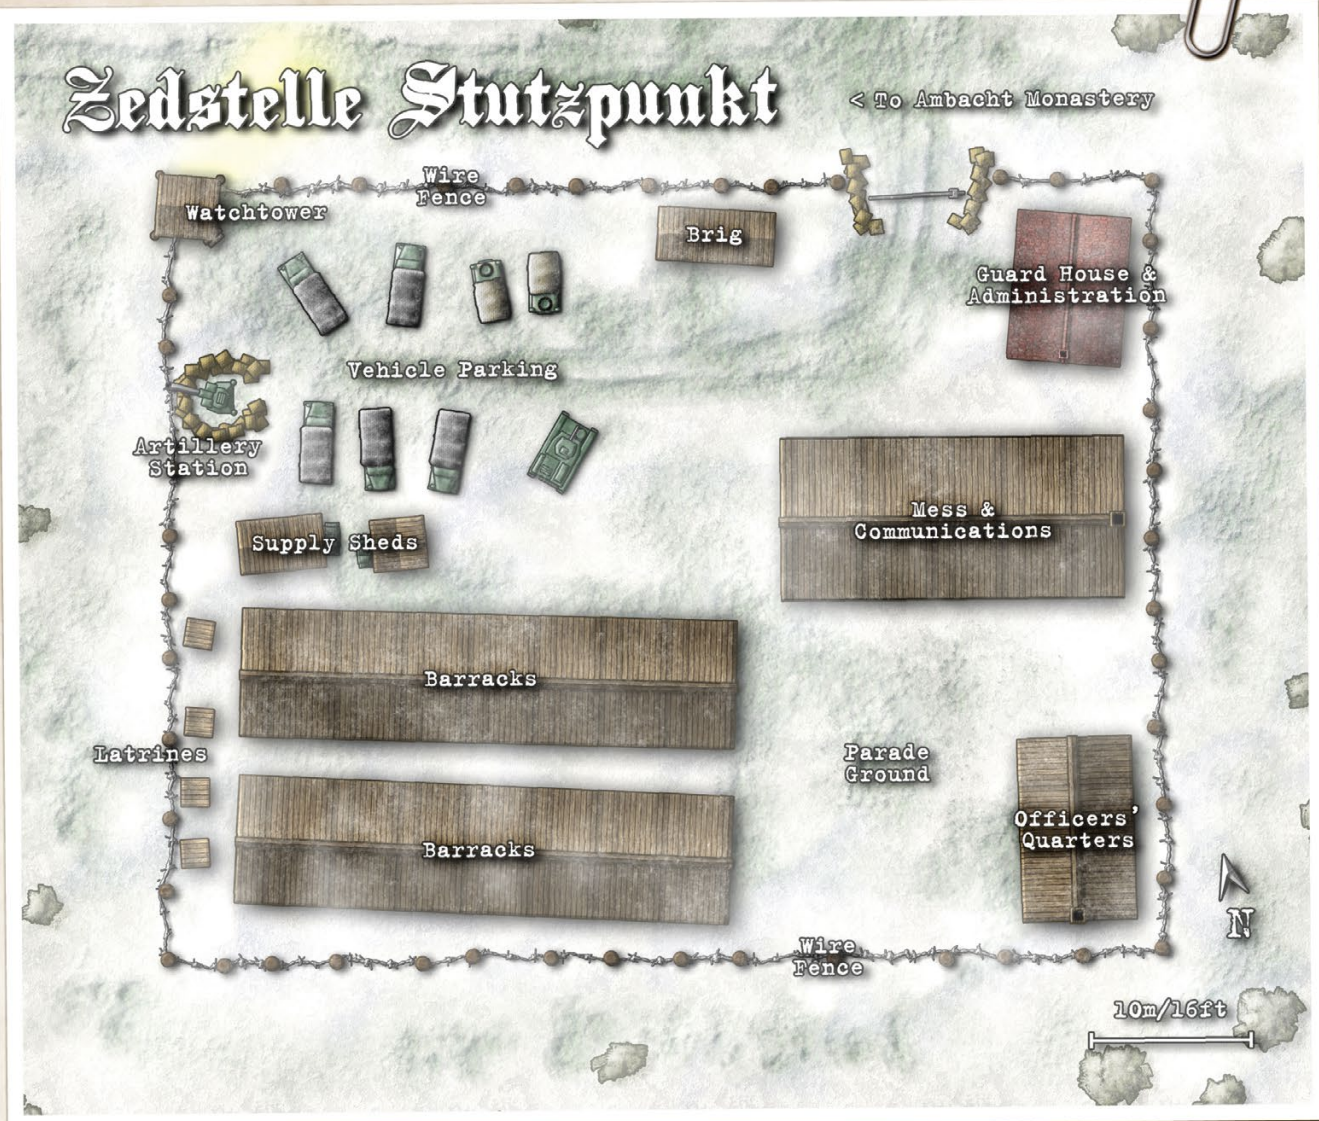 Zedstelle Stutzpunkt
< To Ambacht Monastery
Wire
Fence
Watchtower
Brig
Guard House &
Administration
Vehicle Parking
Artillery
Station
Mess &
Communications
Supply Sheds
Barracks
Latrines
Parade
Ground
Officers'
Quarters
Barracks
N
Wire
Fence
10m/16ft